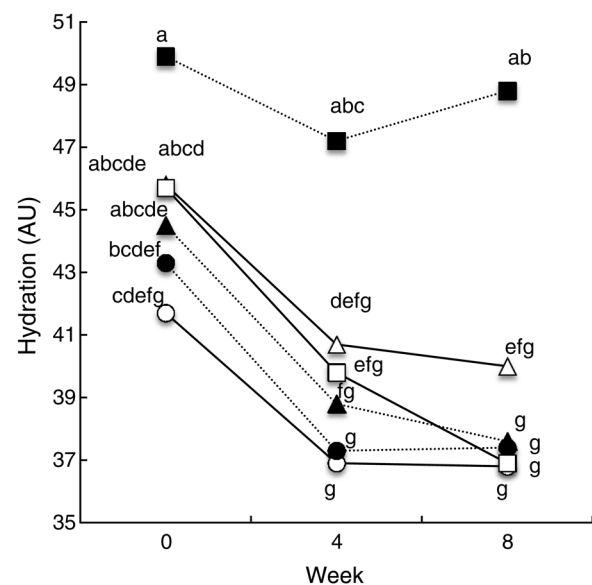 51
a
49
ab
abc
47
abcde abcd
45
abcde
Hydration (AU)
bcdef
43
cdefg
defg
41
efg
efg
39
fg
g
g
g
37
g
g
g
35
0 4 8
Week